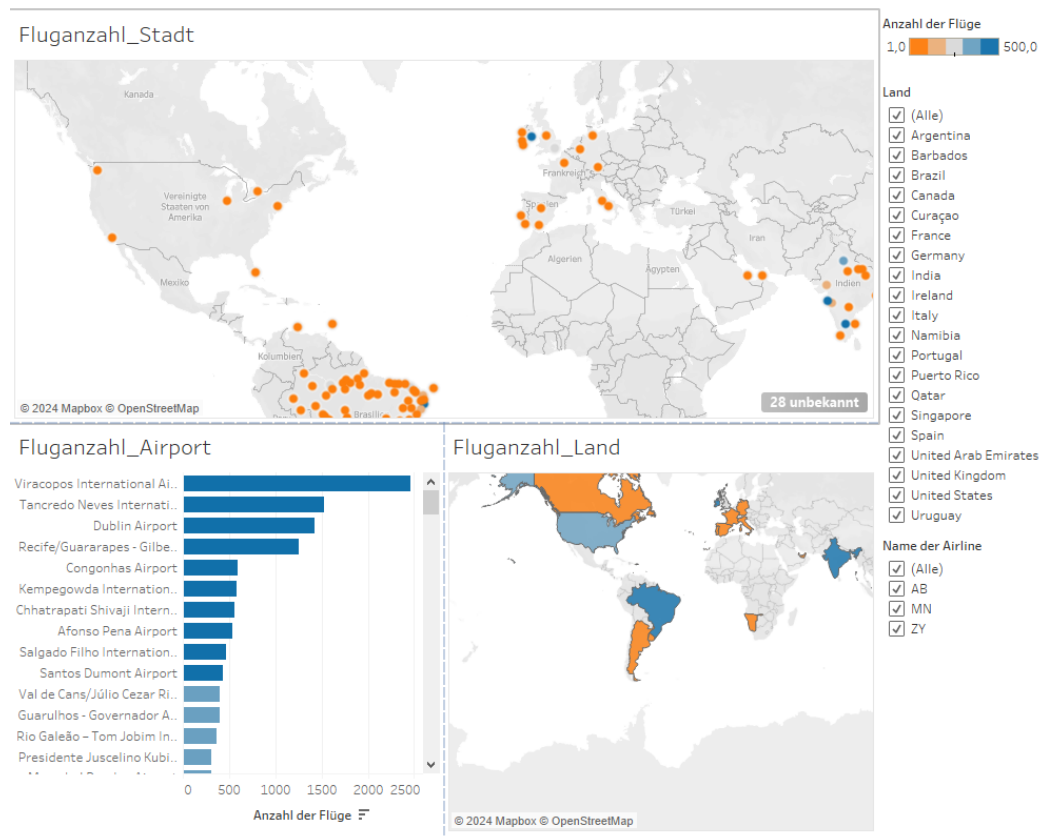 Fluganzahl_Stadt
Kanada
Vereinigte
Staaten von
Amerika
Mexiko
Kolumbien
Brasilic
Frankreich
Türkei
Algerien
Ägypten
Iran
Indien
© 2024 Mapbox © OpenStreetMap
28 unbekannt
Anzahl der Flüge
1,0
500,0
Land
(Alle)
Argentina
Barbados
Brazil
Canada
Curaçao
France
Germany
India
Ireland
Italy
Namibia
Portugal
Puerto Rico
Qatar
Singapore
Spain
United Arab Emirates
United Kingdom
United States
Uruguay
Name der Airline
(Alle)
AB
MN
ZY
Fluganzahl_Airport
Viracopos International Ai..
Tancredo Neves Internati..
Dublin Airport
Recife/Guararapes - Gilbe..
Congonhas Airport
Kempegowda Internation..
Chhatrapati Shivaji Intern..
Afonso Pena Airport
Salgado Filho Internation..
Santos Dumont Airport
Val de Cans/Júlio Cezar Ri..
Guarulhos - Governador A..
Rio Galeão – Tom Jobim In..
Presidente Juscelino Kubi..
0 500 1000 1500 2000 2500
Anzahl der Flüge
Fluganzahl_Land
© 2024 Mapbox © OpenStreetMap